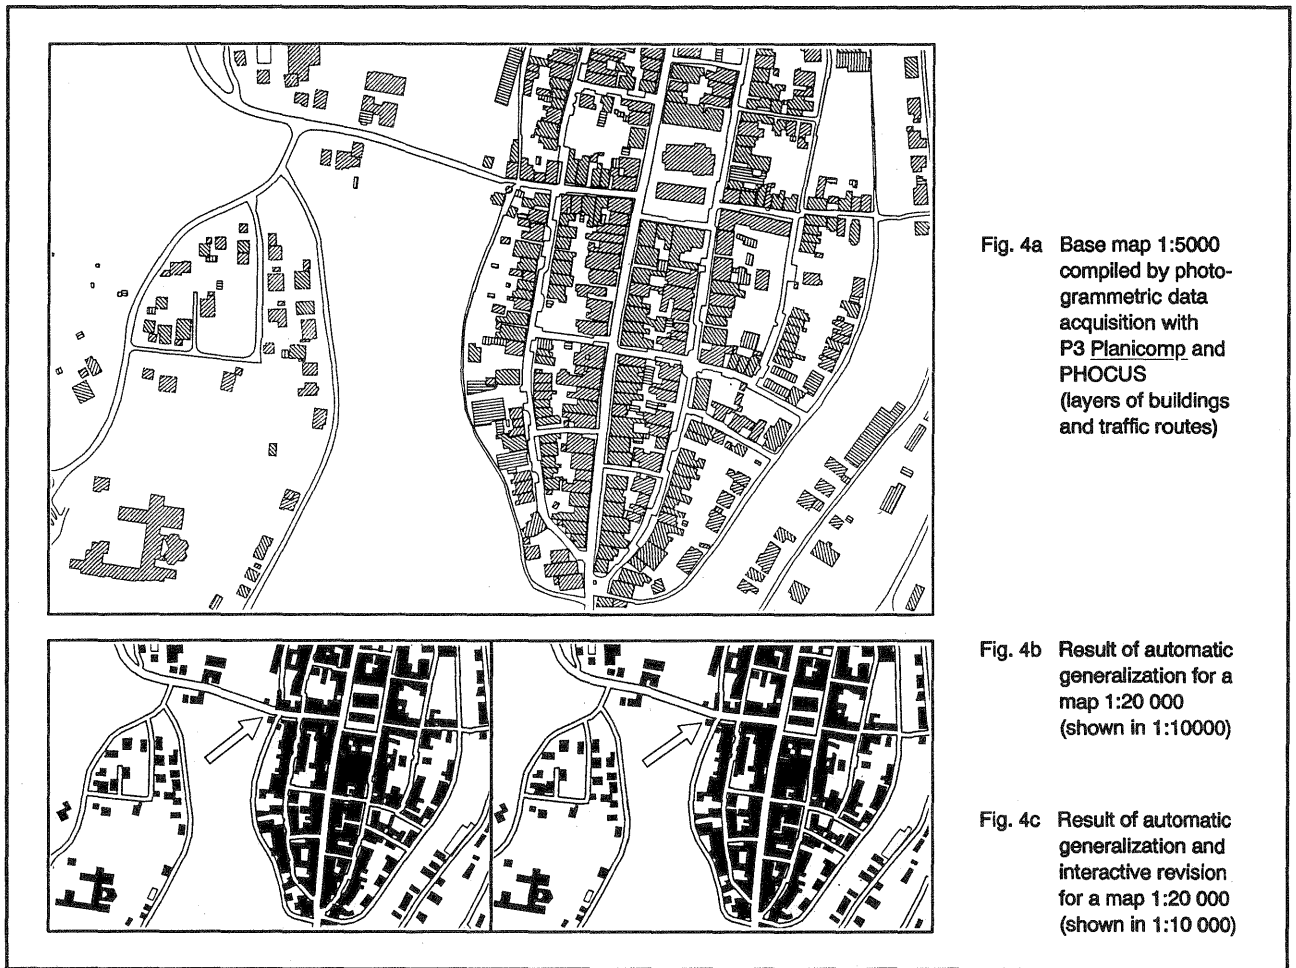 Fig. 4a Base map 1:5000
compiled by photo-
grammetric data
acquisition with
P3 Planicomp and
PHOCUS
(layers of buildings
and traffic routes)
Fig. 4b Result of automatic
generalization for a
map 1:20 000
(shown in 1:10000)
Fig. 4c Result of automatic
generalization and
interactive revision
for a map 1:20 000
(shown in 1:10 000)